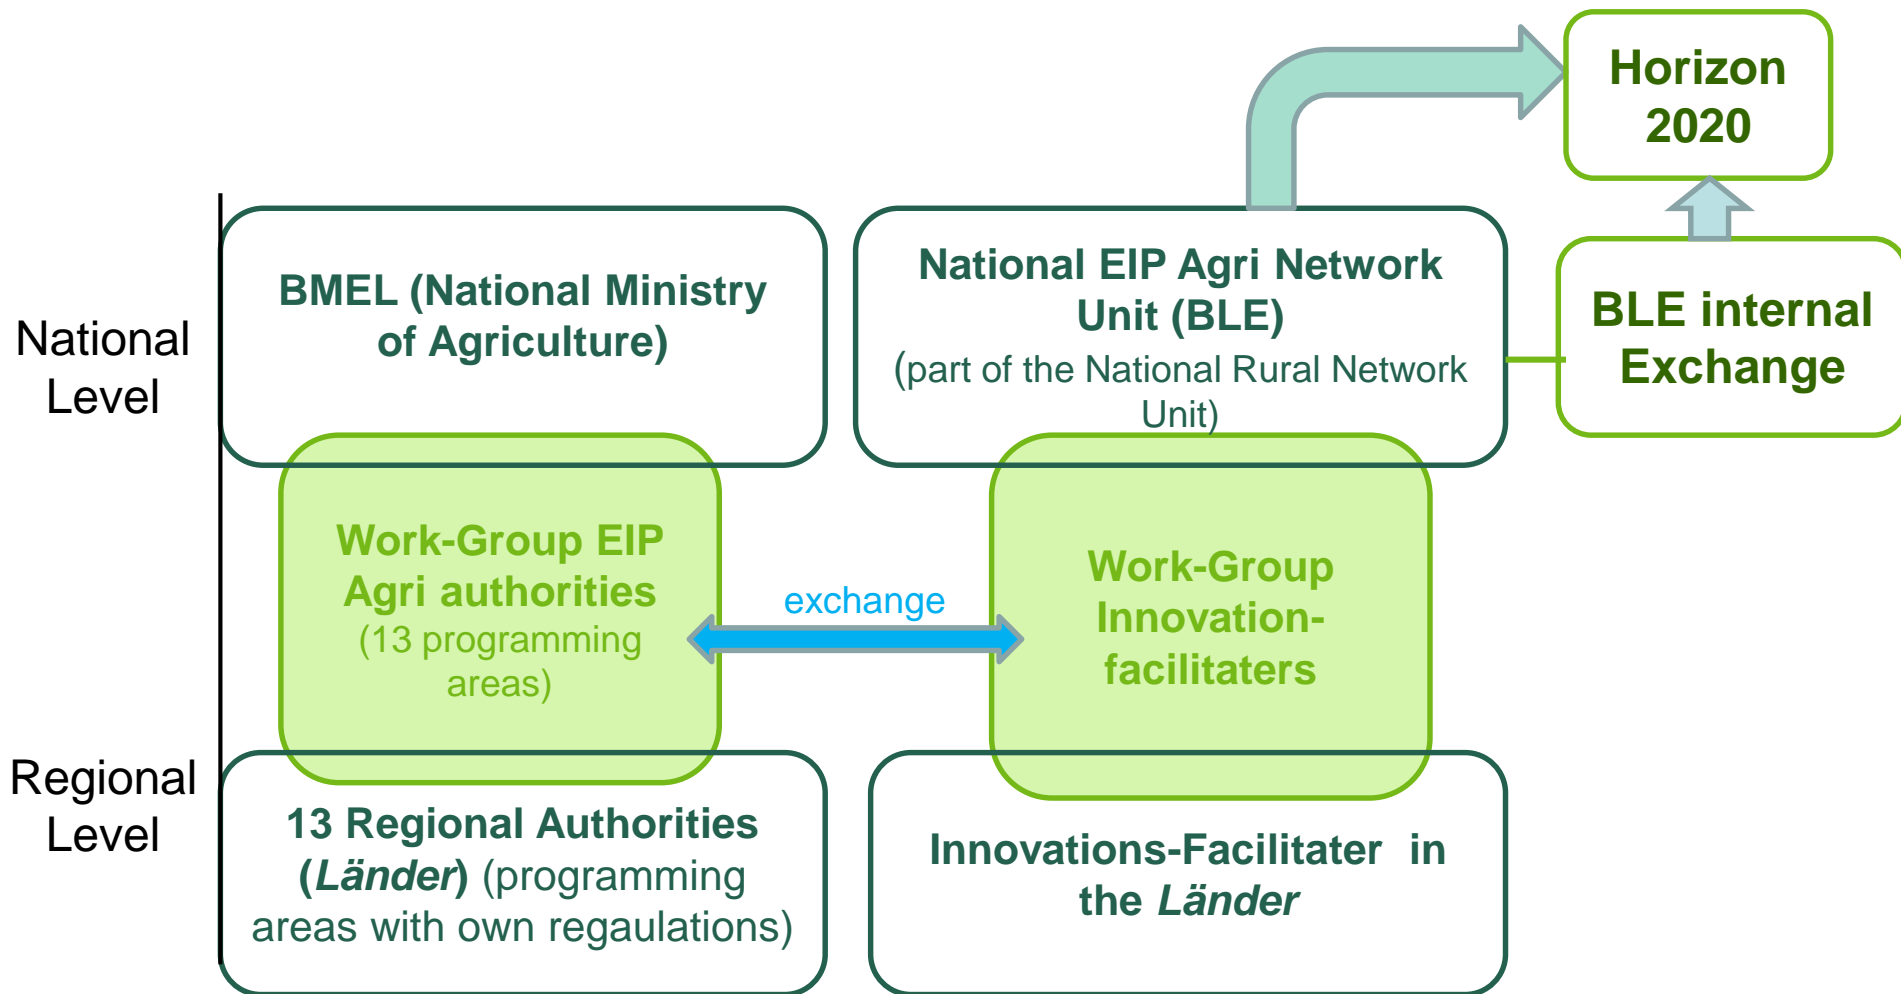 Horizon
2020
National
Level
BMEL (National Ministry
of Agriculture)
National EIP Agri Network
Unit (BLE)
(part of the National Rural Network
Unit)
BLE internal
Exchange
Work-Group EIP
Agri authorities
(13 programming
areas)
exchange
Work-Group
Innovation-
facilitaters
Regional
Level
13 Regional Authorities
(Länder) (programming
areas with own regaulations)
Innovations-Facilitater in
the Länder